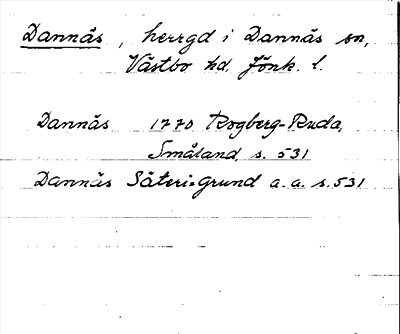 Dannäs, herrgd i Dannäs sn,
Västbo hd. Jönk. l.
Dannäs 1770 Rogberg-Ruda,
Småland, s. 531
Dannäs Säteri-Grund a.a. s. 531